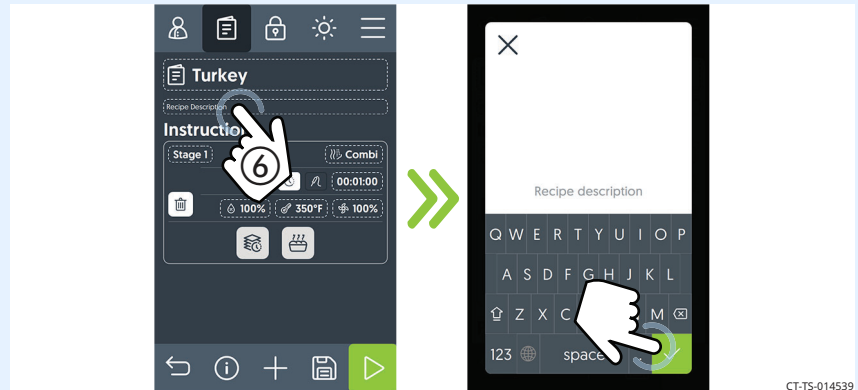 Turkey
Recipe Description
Instructio
Stage 1
Combi
6
00:01:00
100%
350°F
100%
Recipe description
Q W E R T Y U I O P
A S D F G H J K L
Z X C M
123 space .
CT-TS-014539